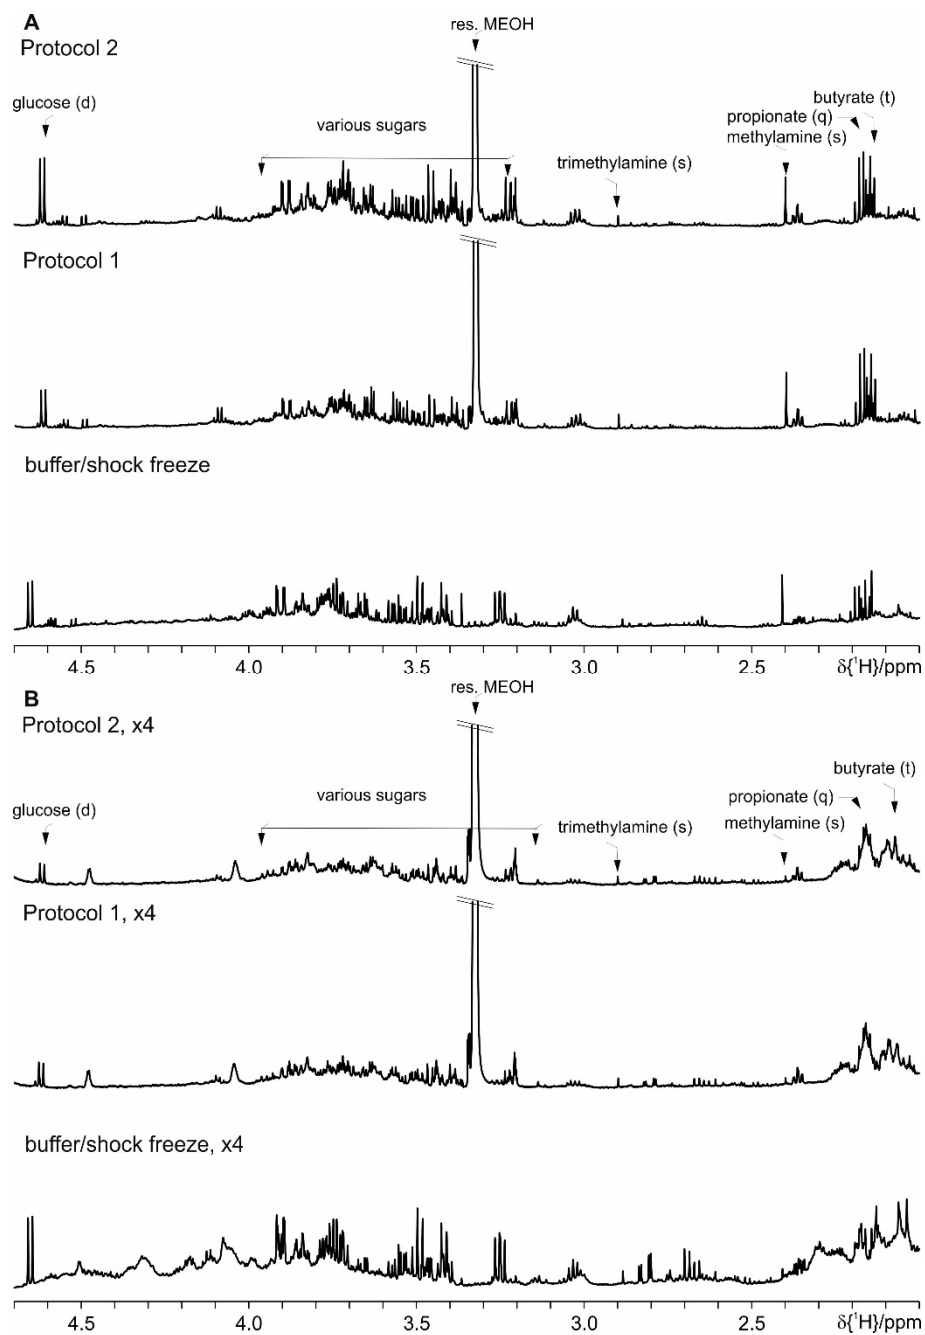 A
Protocol 2
res. MEOH
glucose (d)
various sugars
butyrate (t)
propionate (q)
methylamine (s)
trimethylamine (s)
Protocol 1
buffer/shock freeze
4.5 4.0 3.5 3.0 2.5 δ{¹H}/ppm
B
Protocol 2, x4
res. MEOH
glucose (d)
various sugars
butyrate (t)
propionate (q)
methylamine (s)
trimethylamine (s)
Protocol 1, x4
buffer/shock freeze, x4
4.5 4.0 3.5 3.0 2.5 δ{¹H}/ppm